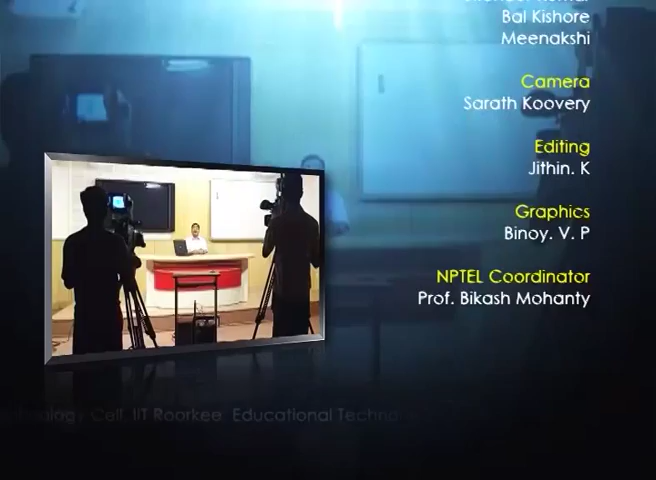 Bal Kishore
Meenakshi
Camera
Sarath Koovery
Editing
Jithin. K
Graphics
Binoy. V. P
NPTEL Coordinator
Prof. Bikash Mohanty
Cell, IIT Roorkee, Educational